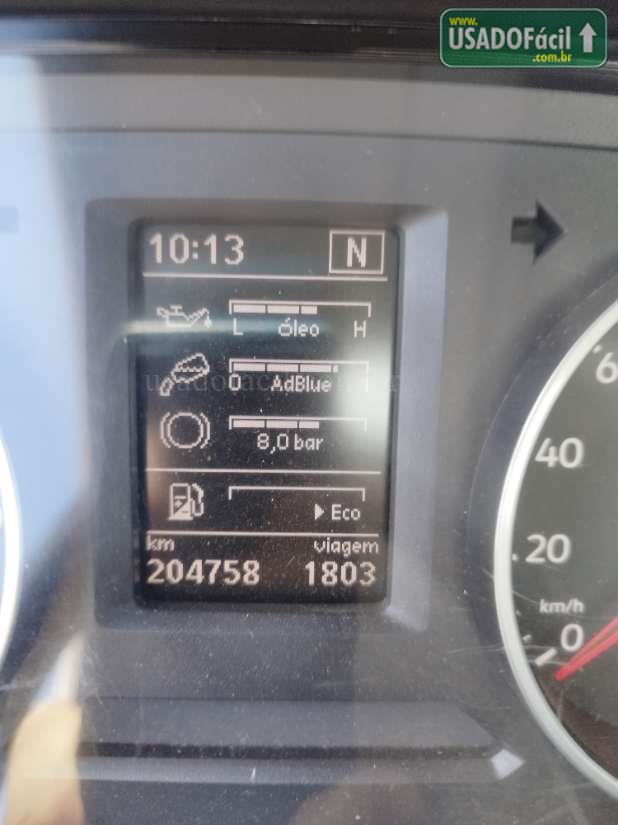 www.
USADOFácil
.com.br
10:13 N
L óleo H
0 AdBlue
8,0 bar
Eco
km viagem
204758 1803
6
40
20
km/h
0